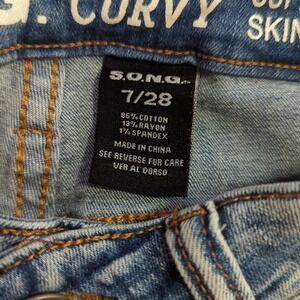 G. CURVY
SKIN
S.O.N.G.™
7/28
86% COTTON
13% RAYON
1% SPANDEX
MADE IN CHINA
SEE REVERSE FOR CARE
VER AL DORSO